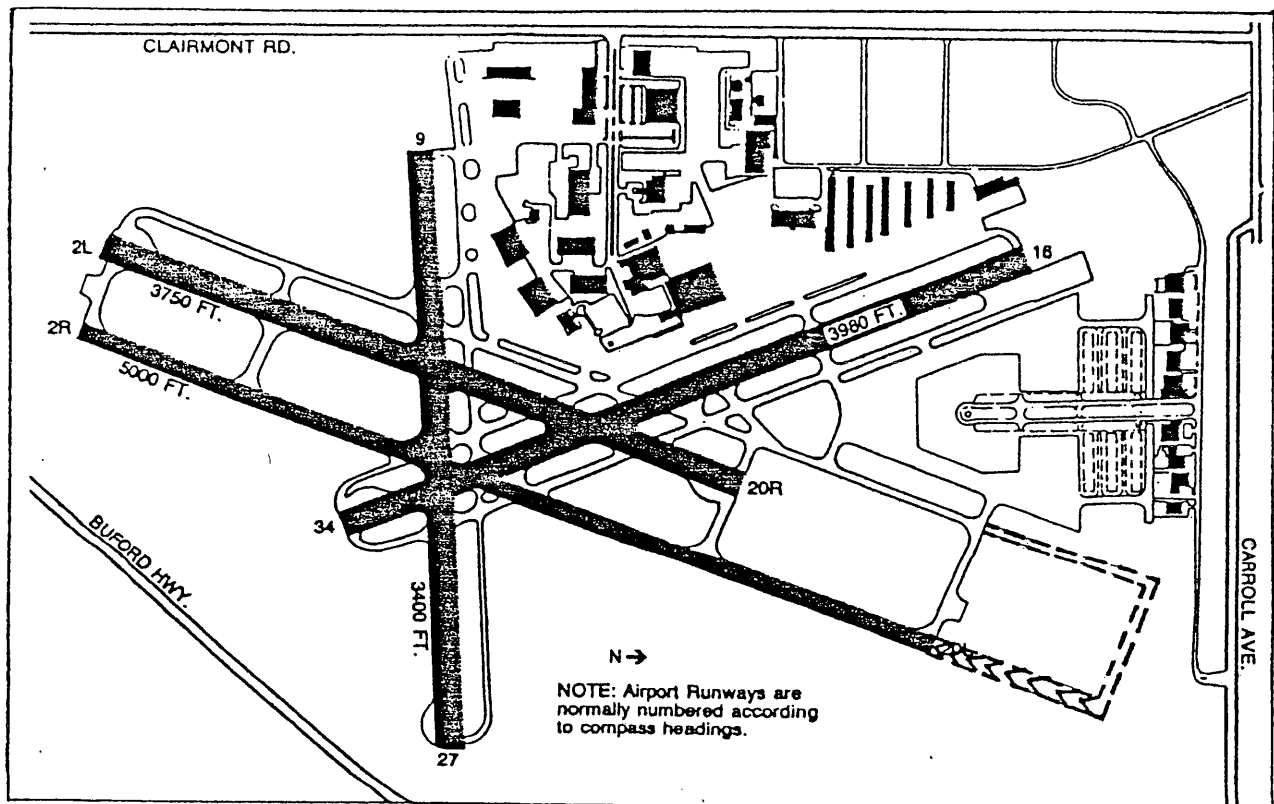 CLAIRMONT RD.
9
2L
16
3750 FT.
3980 FT.
2R
5000 FT.
20R
34
BUFORD HWY.
3400 FT.
CARROLL AVE.
N→
NOTE: Airport Runways are
normally numbered according
to compass headings.
27